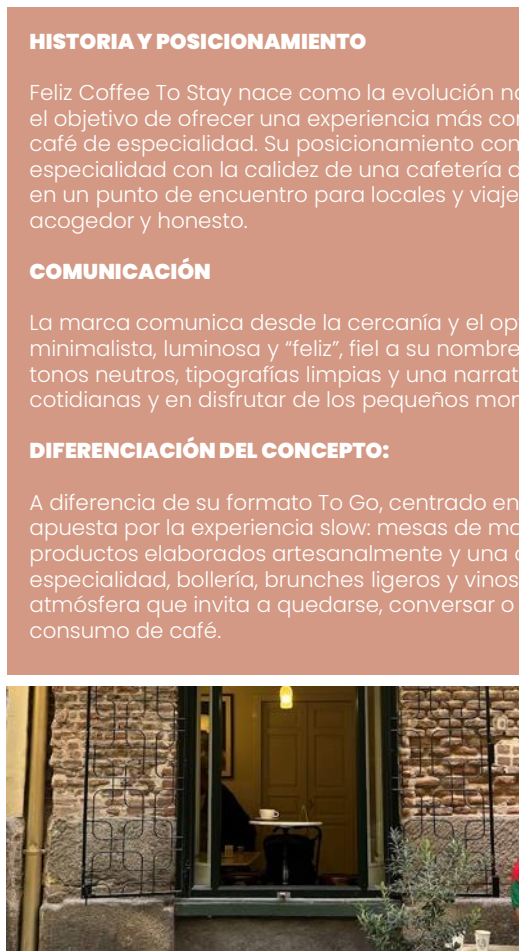 HISTORIA Y POSICIONAMIENTO
Feliz Coffee To Stay nace como la evolución
el objetivo de ofrecer una experiencia más
café de especialidad. Su posicionamiento
especialidad con la calidez de una cafetería
en un punto de encuentro para locales y
acogedor y honesto.
COMUNICACIÓN
La marca comunica desde la cercanía y el
minimalista, luminosa y “feliz”, fiel a su nombre
tonos neutros, tipografías limpias y una
cotidianas y en disfrutar de los pequeños
DIFERENCIACIÓN DEL CONCEPTO:
A diferencia de su formato To Go, centrado en
apuesta por la experiencia slow: mesas de
productos elaborados artesanalmente y una
especialidad, bollería, brunches ligeros y vinos
atmósfera que invita a quedarse, conversar o
consumo de café.